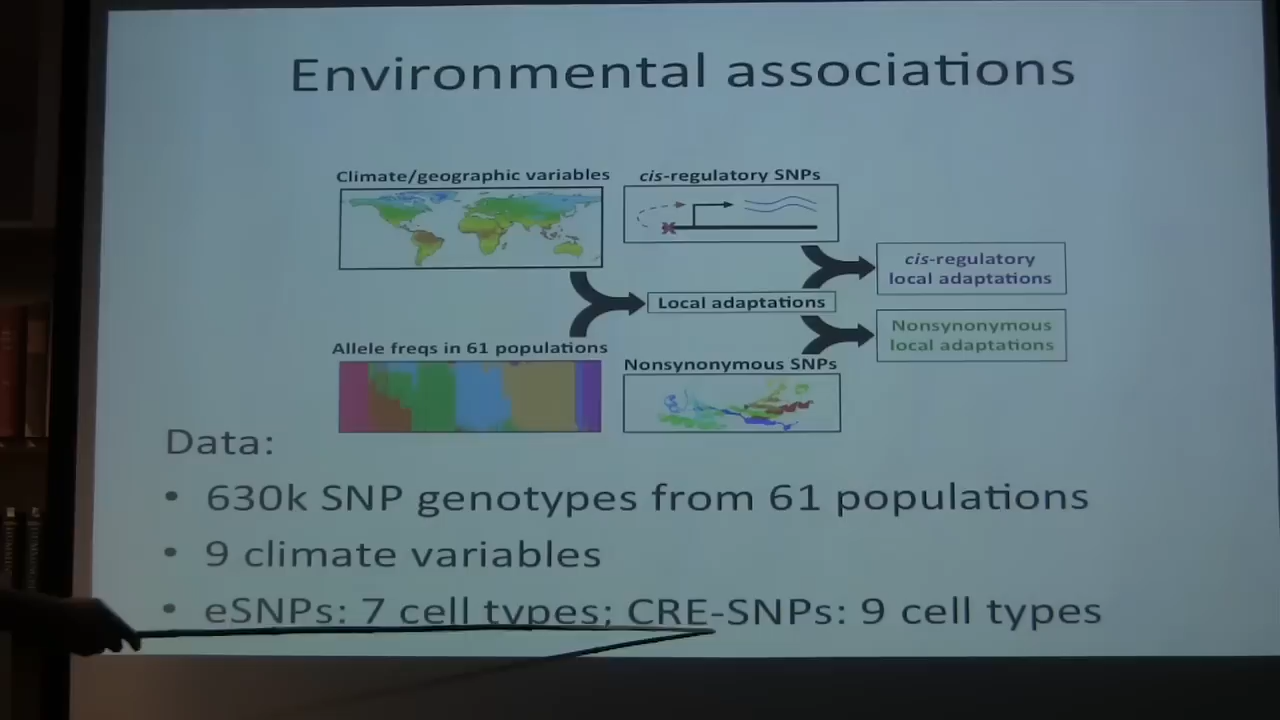 Environmental associations
Climate/geographic variables
cis-regulatory SNPs
cis-regulatory
local adaptations
Local adaptations
Nonsynonymous
local adaptations
Allele freqs in 61 populations
Nonsynonymous SNPs
Data:
• 630k SNP genotypes from 61 populations
• 9 climate variables
• eSNPs: 7 cell types; CRE-SNPs: 9 cell types